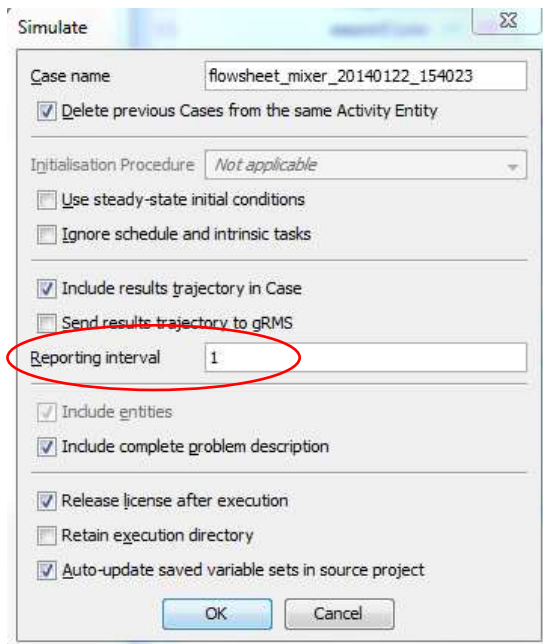 Simulate
Case name flowsheet_mixer_20140122_154023
Delete previous Cases from the same Activity Entity
Initialisation Procedure Not applicable
Use steady-state initial conditions
Ignore schedule and intrinsic tasks
Include results trajectory in Case
Send results trajectory to gRMS
Reporting interval 1
Include entities
Include complete problem description
Release license after execution
Retain execution directory
Auto-update saved variable sets in source project
OK Cancel